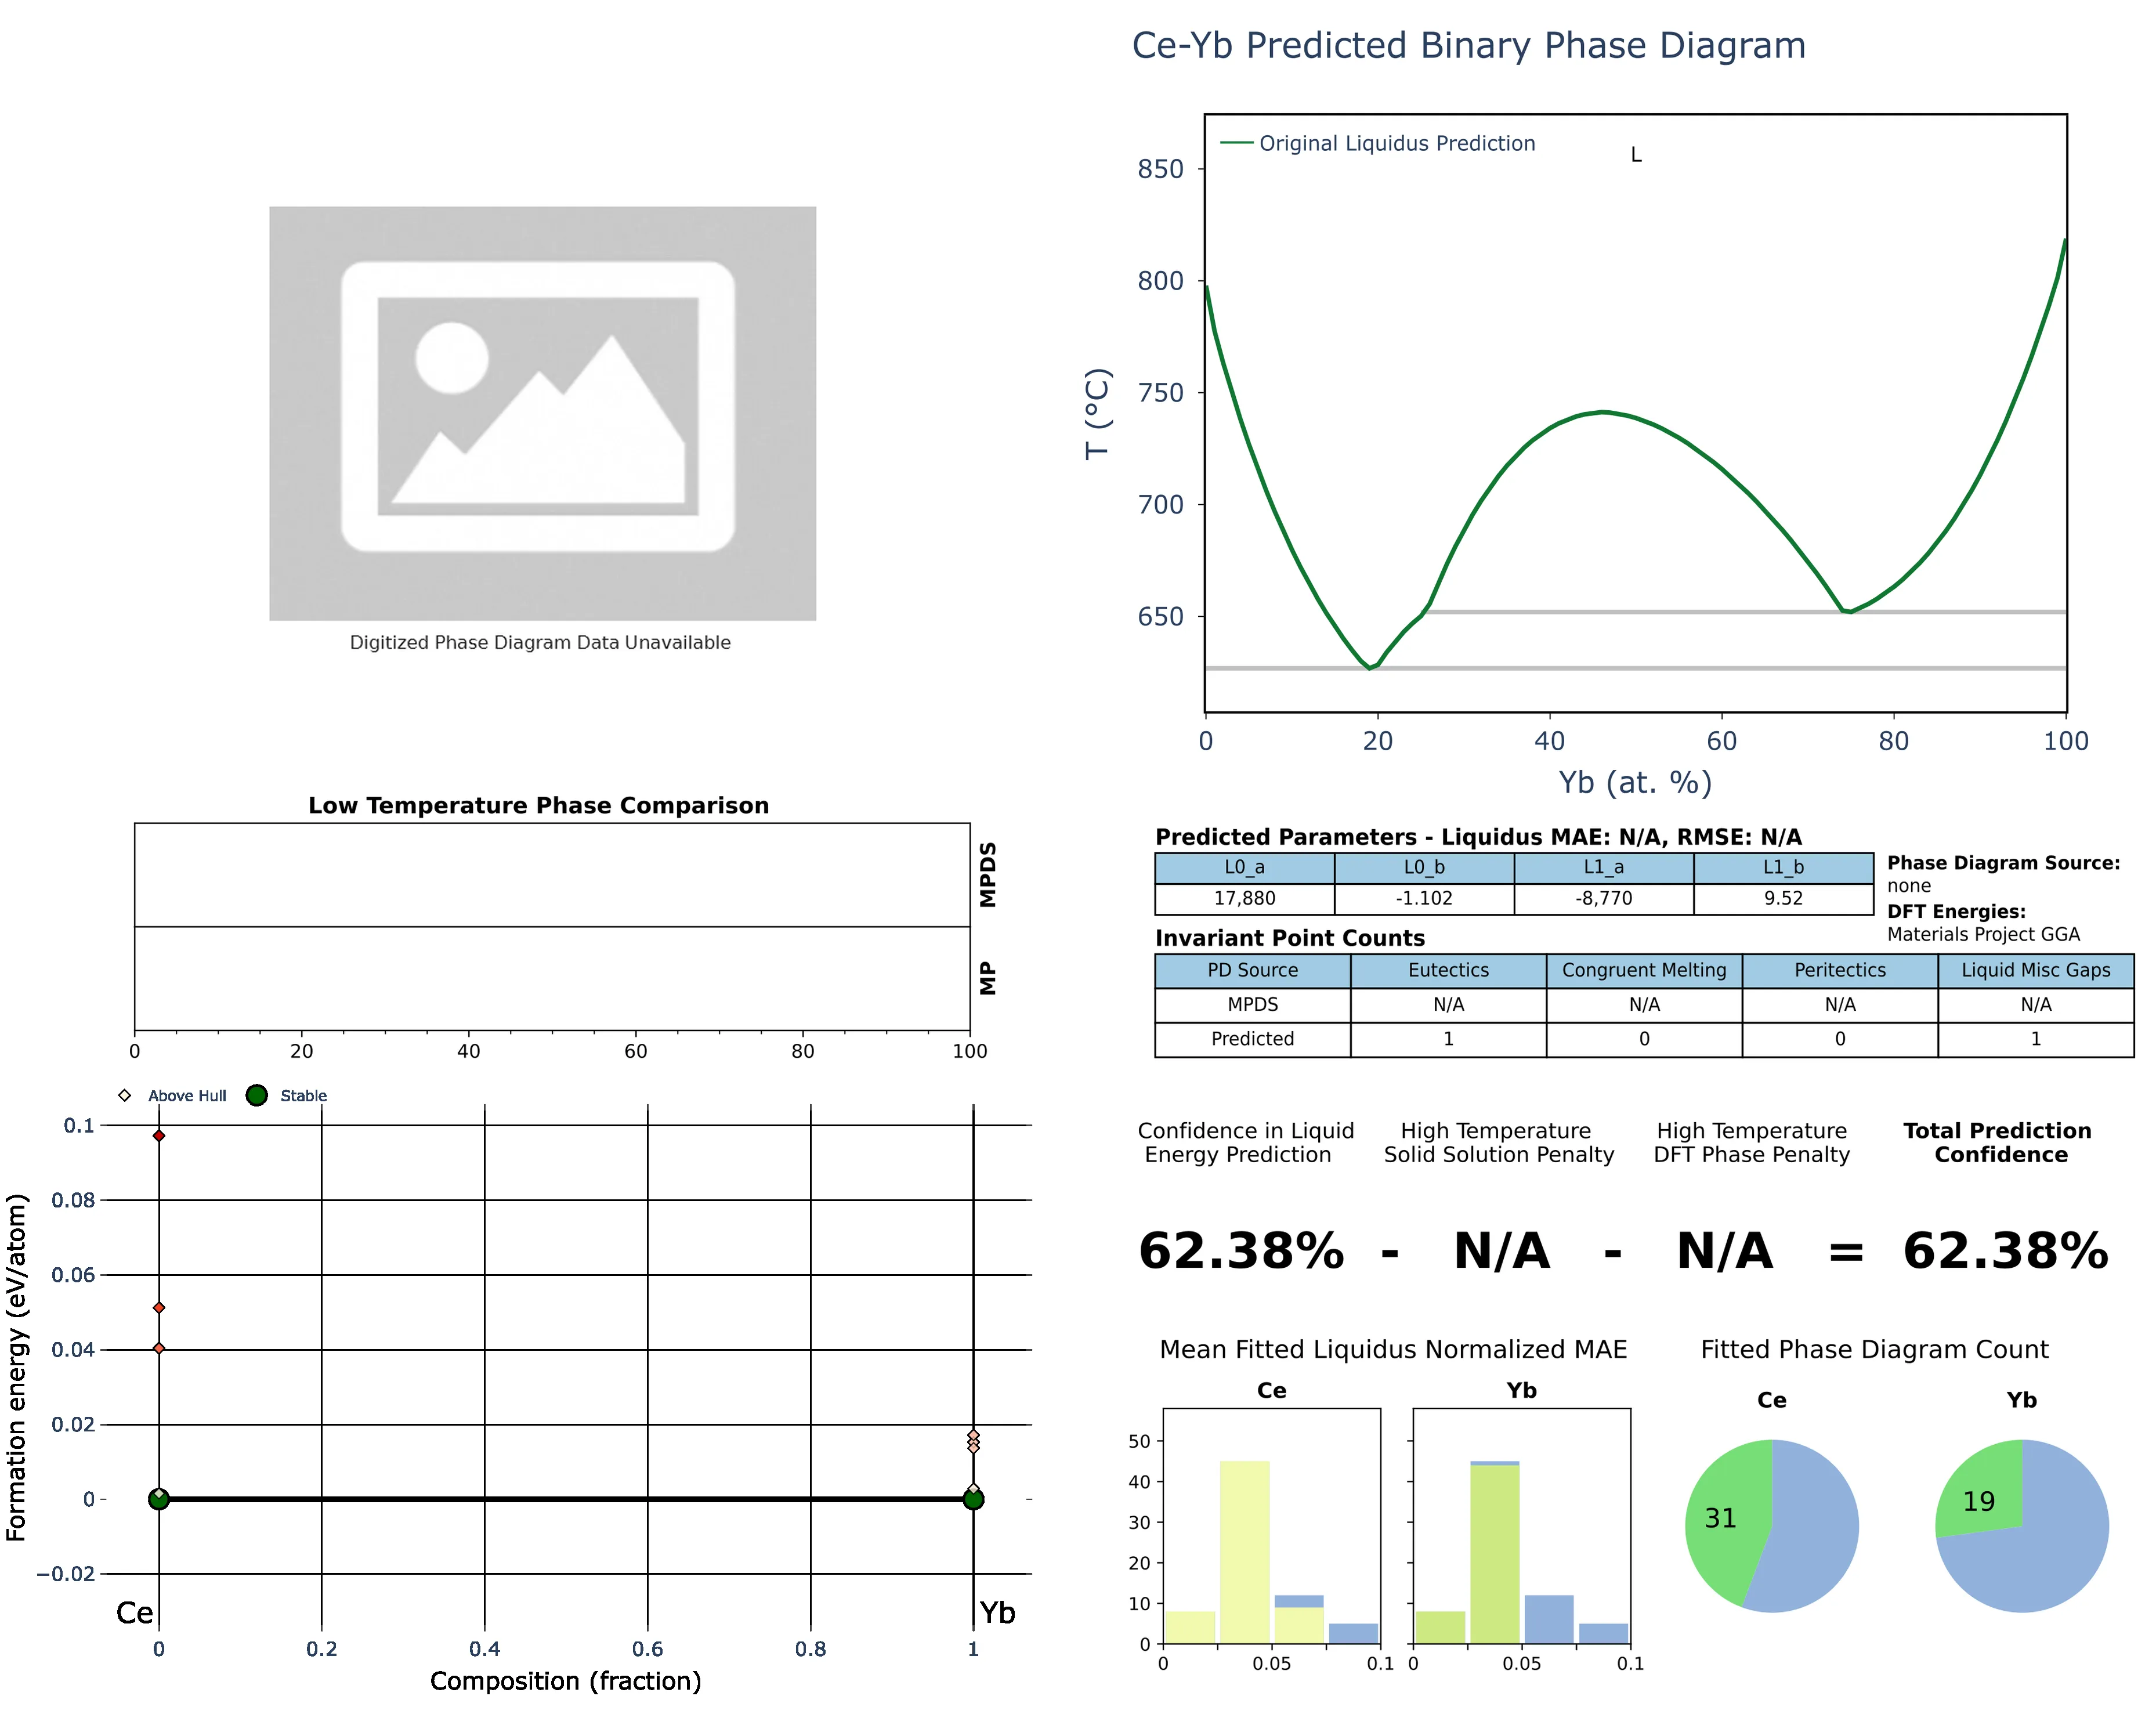 Ce-Yb Predicted Binary Phase Diagram
Original Liquidus Prediction
L
850
800
750
700
650
T (°C)
0 20 40 60 80 100
Yb (at. %)
Digitized Phase Diagram Data Unavailable
Low Temperature Phase Comparison
MPDS
MP
0 20 40 60 80 100
Predicted Parameters - Liquidus MAE: N/A, RMSE: N/A
L0_a L0_b L1_a L1_b
17,880 -1.102 -8,770 9.52
Phase Diagram Source:
none
DFT Energies:
Materials Project GGA
Invariant Point Counts
PD Source Eutectics Congruent Melting Peritectics Liquid Misc Gaps
MPDS N/A N/A N/A N/A
Predicted 1 0 0 1
Above Hull Stable
0.1
0.08
0.06
0.04
0.02
0
−0.02
Formation energy (eV/atom)
Ce Yb
0 0.2 0.4 0.6 0.8 1
Composition (fraction)
Confidence in Liquid
Energy Prediction
High Temperature
Solid Solution Penalty
High Temperature
DFT Phase Penalty
Total Prediction
Confidence
62.38% - N/A - N/A = 62.38%
Mean Fitted Liquidus Normalized MAE
Ce Yb
50
40
30
20
10
0
0 0.05 0.1 0 0.05 0.1
Fitted Phase Diagram Count
Ce Yb
31 19